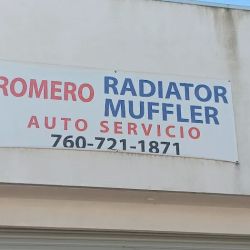 ROMERO RADIATOR
MUFFLER
AUTO SERVICIO
760-721-1871